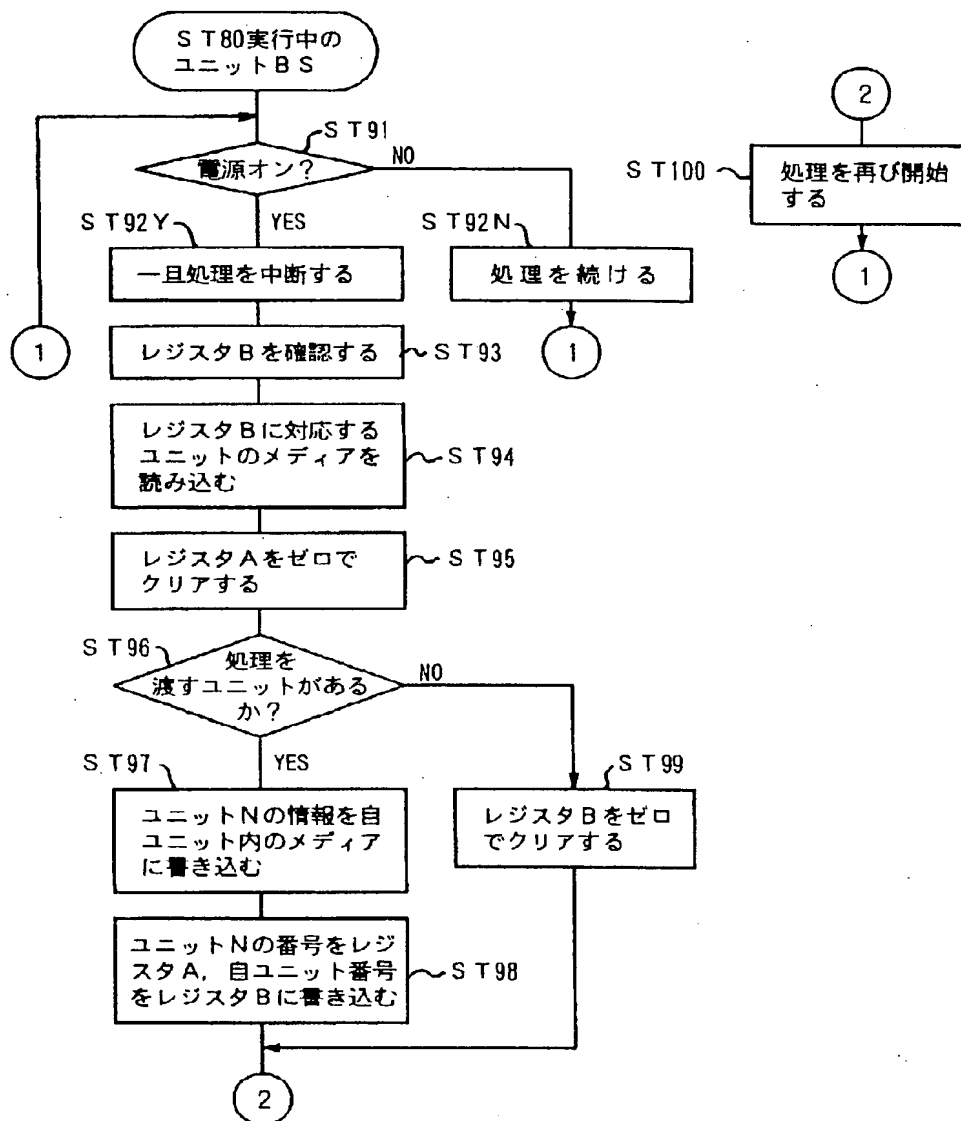 ST80実行中の
ユニットBS
ST91
電源オン?
NO
YES
ST92Y
一旦処理を中断する
ST92N
処理を続ける
1
1
レジスタBを確認する
ST93
レジスタBに対応する
ユニットのメディアを
読み込む
ST94
レジスタAをゼロで
クリアする
ST95
ST96
処理を
渡すユニットがある
か?
NO
YES
ST97
ユニットNの情報を自
ユニット内のメディア
に書き込む
ST99
レジスタBをゼロ
でクリアする
ユニットNの番号をレジ
スタA,自ユニット番号
をレジスタBに書き込む
ST98
2
2
ST100
処理を再び開始
する
1